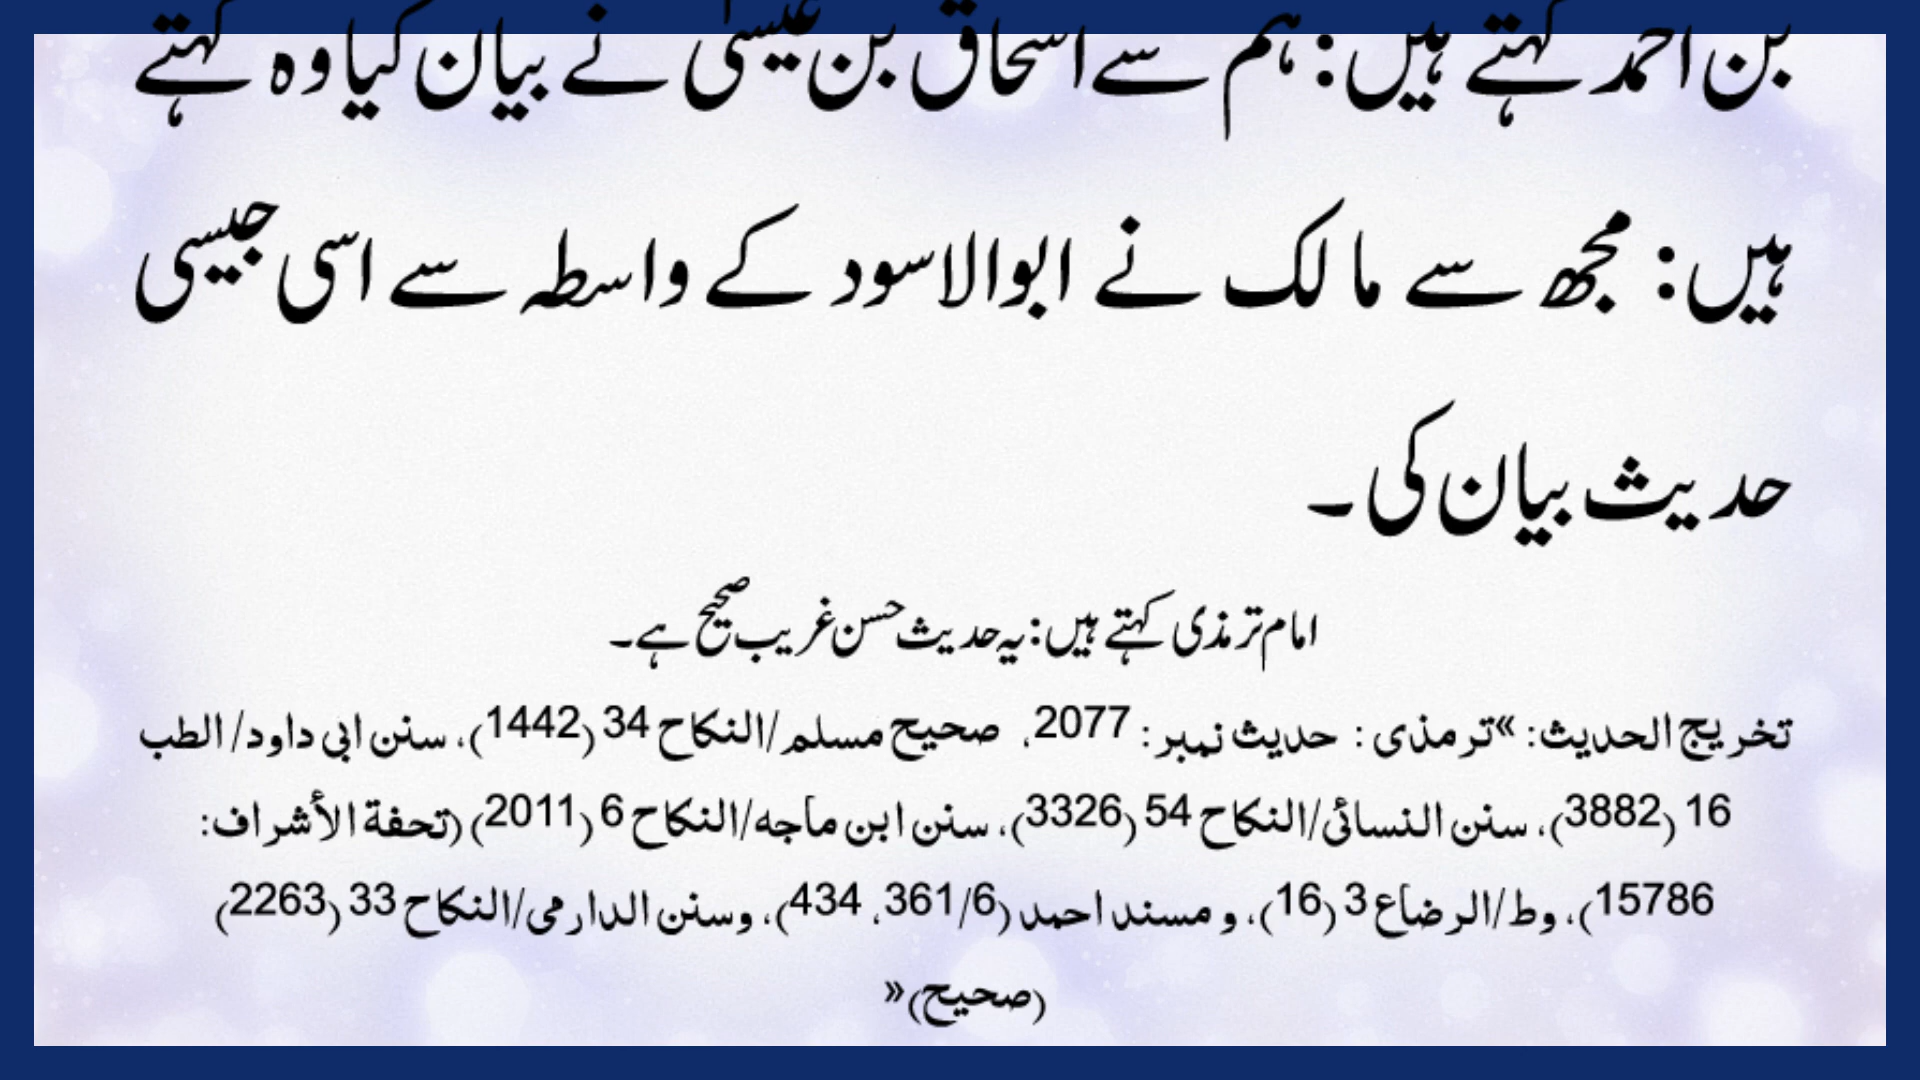 بن احمد کہتے ہیں: ہم سے اسحاق بن عیسیٰ نے بیان کیا وہ کہتے
ہیں: مجھ سے مالک نے ابوالاسود کے واسطہ سے اسی جیسی
حدیث بیان کی۔
امام ترمذی کہتے ہیں: یہ حدیث حسن غریب صحیح ہے۔
تخریج الحدیث: »ترمذی : حدیث نمبر : 2077، صحیح مسلم/النکاح 34 (1442)، سنن ابی داود/ الطب
16 (3882)، سنن النسائی/النکاح 54 (3326)، سنن ابن ماجہ/النکاح 6 (2011) (تحفة الأشراف:
15786)، وط/الرضاع 3 (16)، و مسند احمد (6/361، 434)، وسنن الدارمی/النکاح 33 (2263)
(صحیح)«